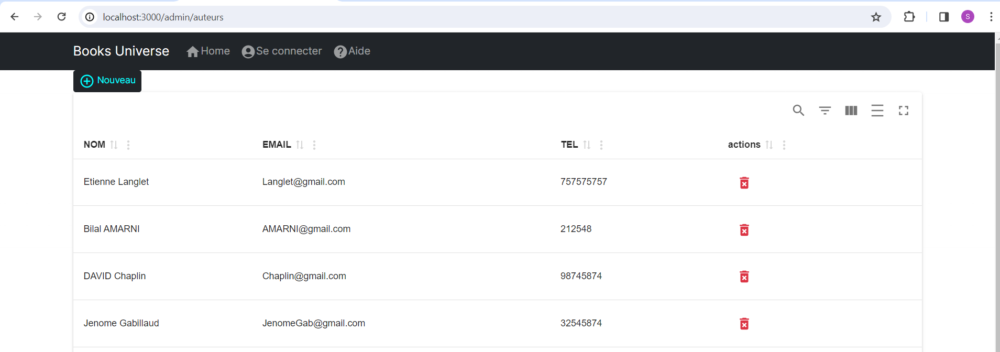 localhost:3000/admin/auteurs
S
Books Universe Home Se connecter Aide
Nouveau
NOM EMAIL TEL actions
Etienne Langlet Langlet@gmail.com 757575757
Bilal AMARNI AMARNI@gmail.com 212548
DAVID Chaplin Chaplin@gmail.com 98745874
Jenome Gabillaud JenomeGab@gmail.com 32545874